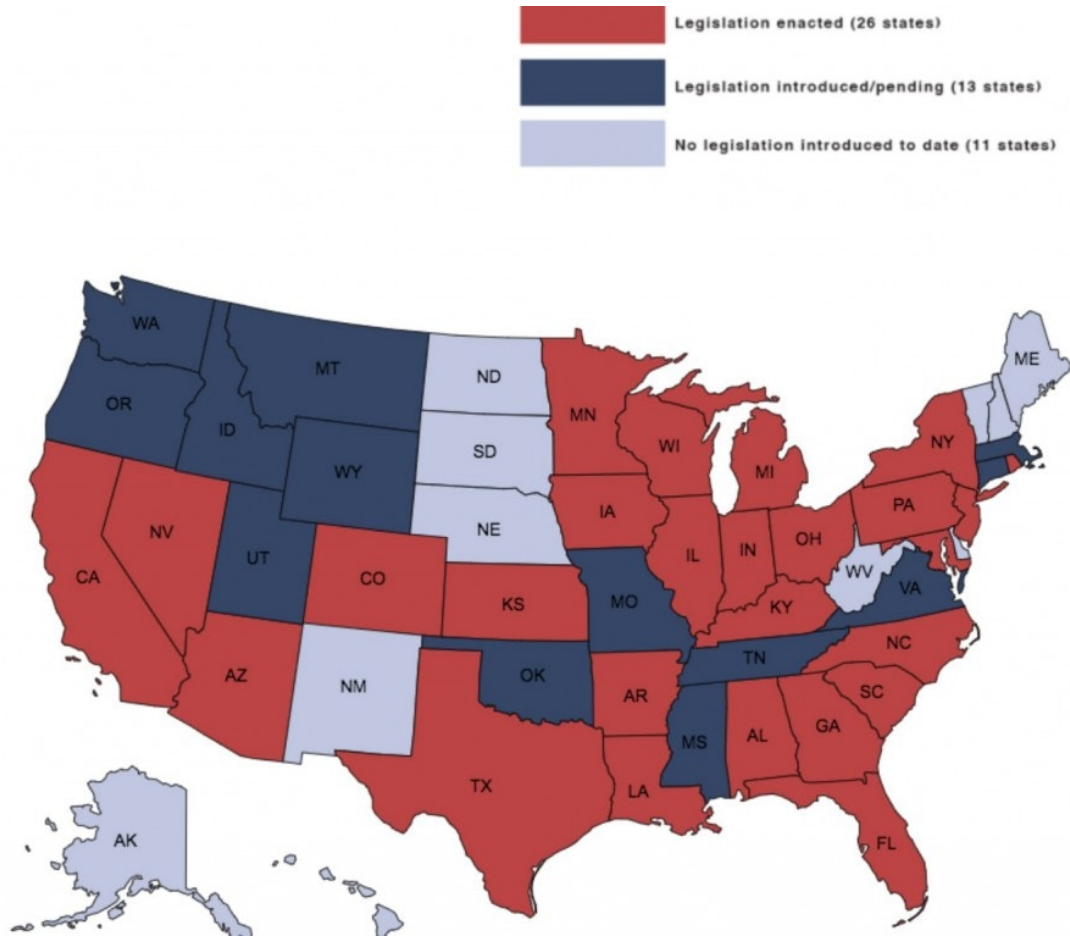 Legislation enacted (26 states)
Legislation introduced/pending (13 states)
No legislation introduced to date (11 states)
WA
MT
ND
ME
OR
MN
ID
SD
WI
NY
WY
MI
PA
IA
NE
NV
OH
UT
IL
IN
WV
CA
CO
VA
KS
MO
KY
NC
TN
AZ
OK
NM
AR
SC
MS
AL
GA
TX
LA
AK
FL